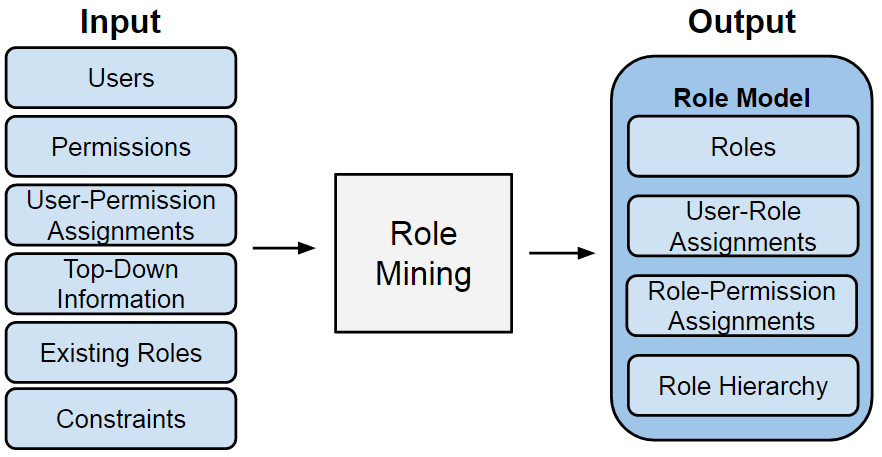 Input
Users
Permissions
User-Permission
Assignments
Top-Down
Information
Existing Roles
Constraints
Role
Mining
Output
Role Model
Roles
User-Role
Assignments
Role-Permission
Assignments
Role Hierarchy